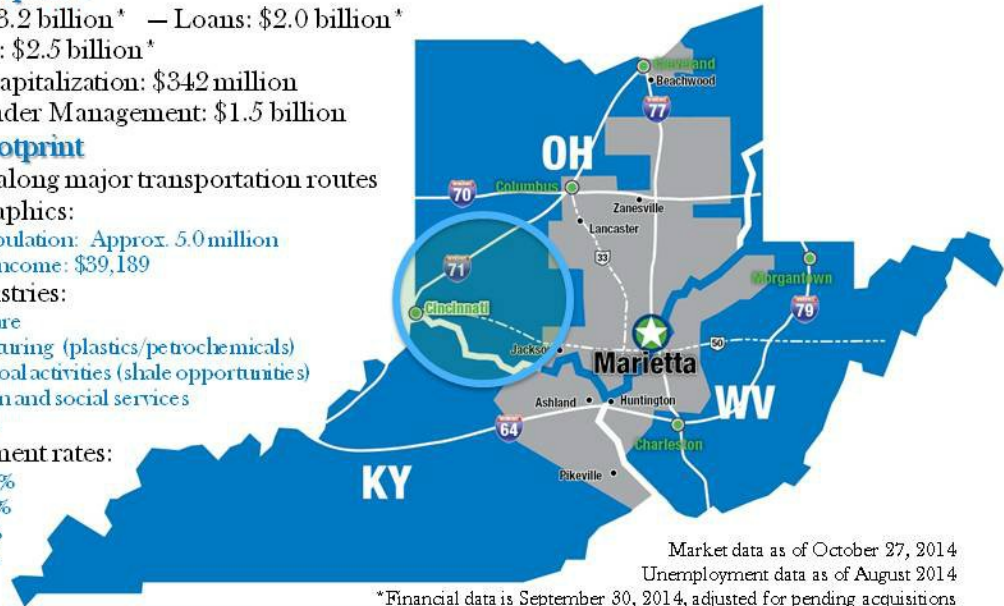 3.2 billion* – Loans: $2.0 billion*
: $2.5 billion*
apitalization: $342 million
nder Management: $1.5 billion
otprint
along major transportation routes
aphics:
pulation: Approx. 5.0 million
ncome: $39,189
stries:
are
turing (plastics/petrochemicals)
oal activities (shale opportunities)
n and social services
ment rates:
%
%
Cleveland
Beachwood
77
OH
Columbus
70
Zanesville
Lancaster
33
71
Morgantown
79
Cincinnati
Jackson
50
Marietta
Ashland
Huntington
WV
64
Charleston
KY
Pikeville
Market data as of October 27, 2014
Unemployment data as of August 2014
*Financial data is September 30, 2014, adjusted for pending acquisitions